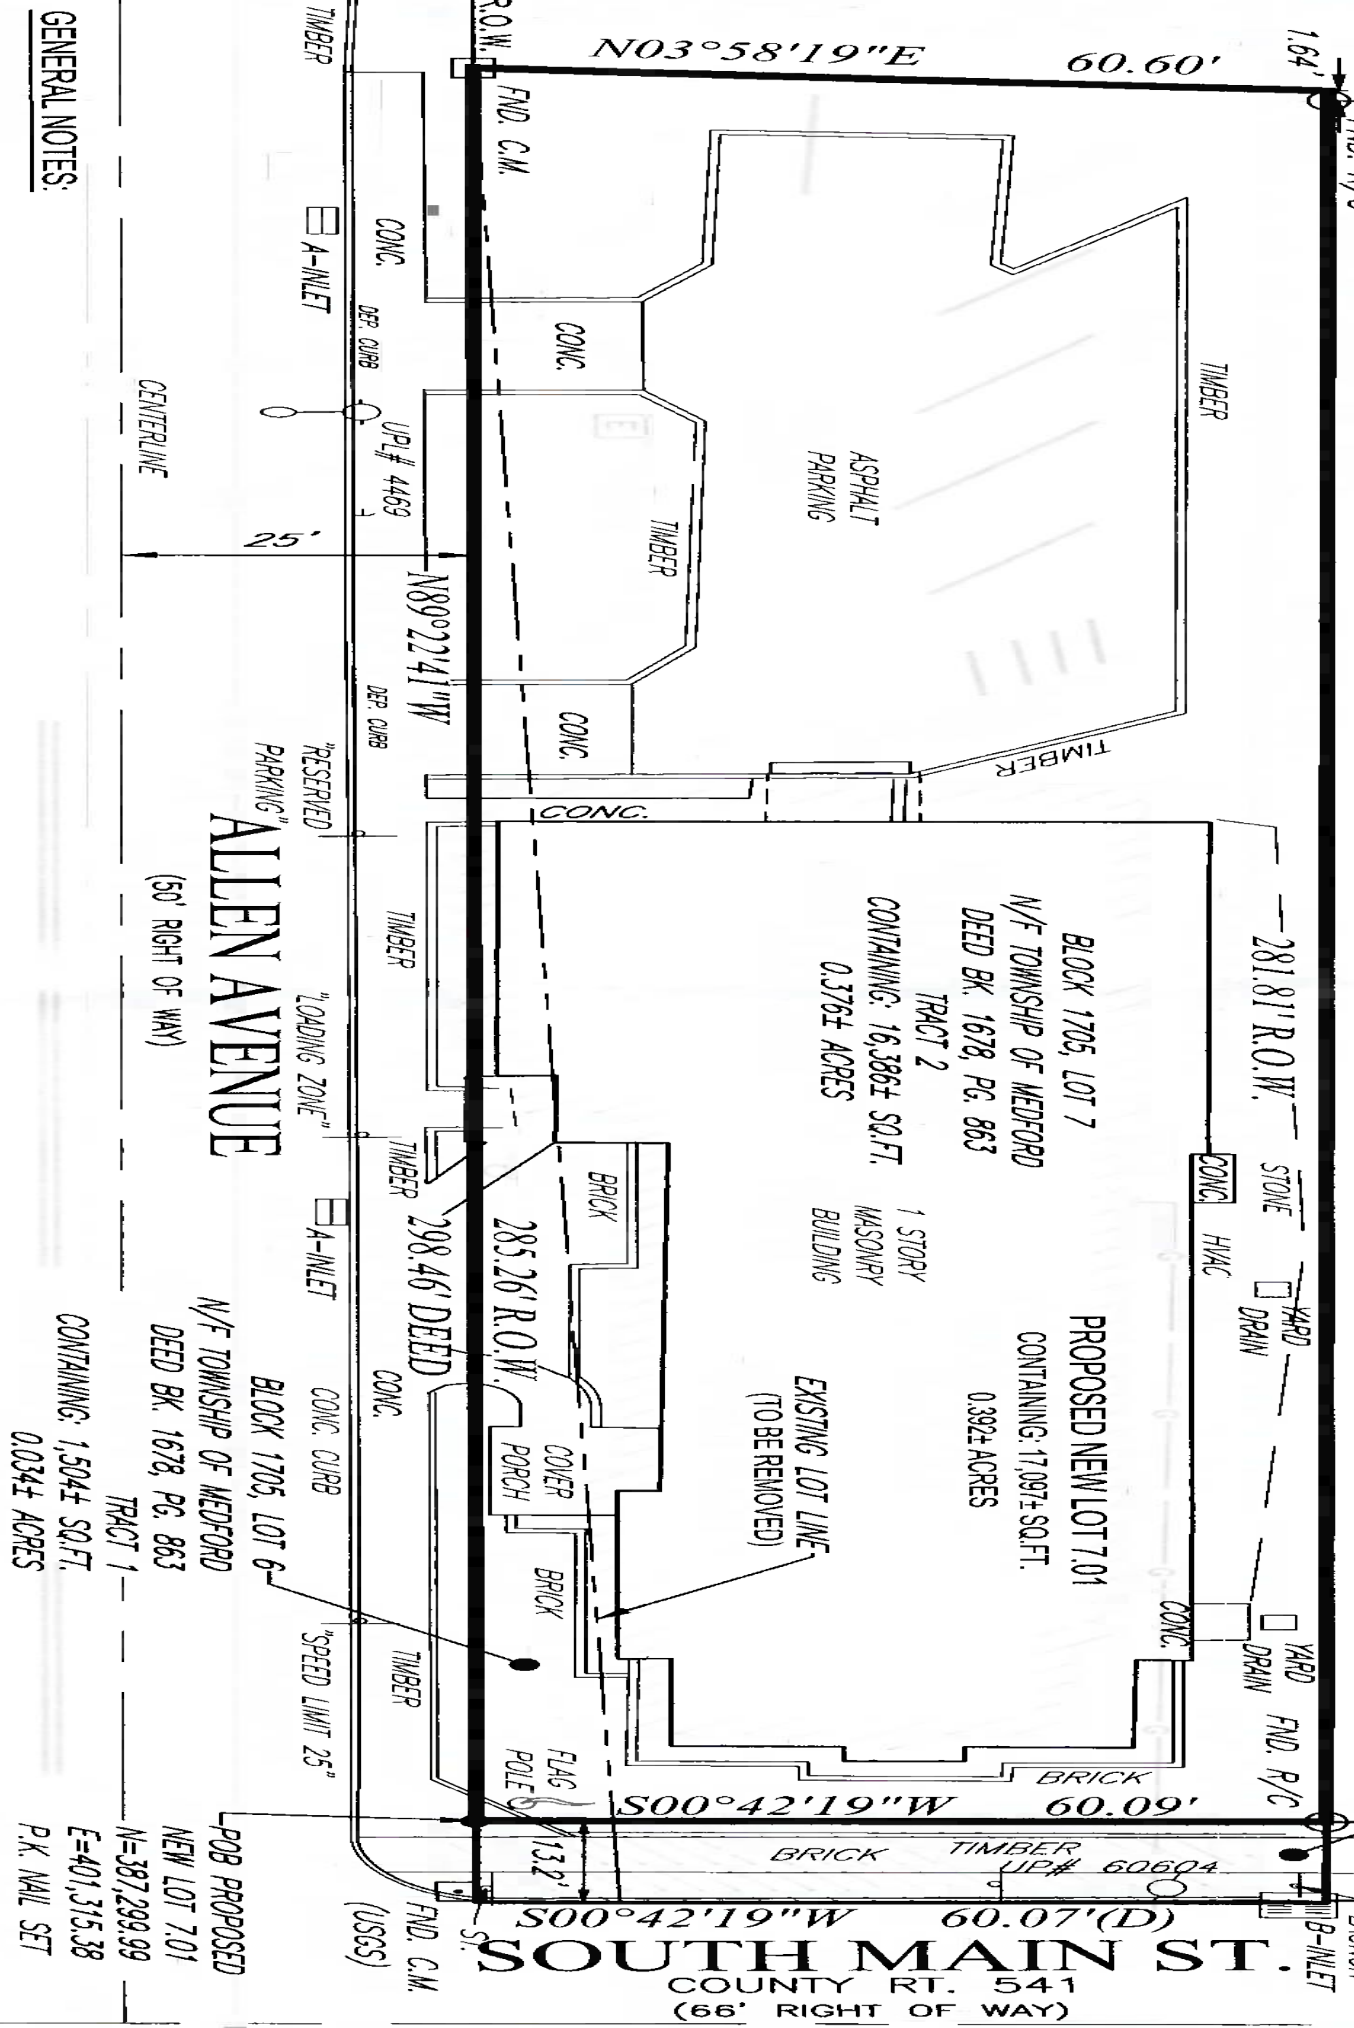 GENERAL NOTES:
TIMBER
R.O.W.
N03°58'19"E
60.60'
1.64'
FND. C.M.
CONC.
A-INLET
DEP. CURB
CONC.
TIMBER
CENTERLINE
UPL# 4469
ASPHALT
PARKING
TIMBER
25'
N89°22'41"W
DEP. CURB
CONC.
TIMBER
"RESERVED
PARKING"
CONC.
ALLEN AVENUE
(50' RIGHT OF WAY)
TIMBER
"LOADING ZONE"
281.81' R.O.W.
BLOCK 1705, LOT 7
N/F TOWNSHIP OF MEDFORD
DEED BK. 1678, PG. 863
TRACT 2
CONTAINING: 16,386± SQ.FT.
0.376± ACRES
TIMBER
A-INLET
BRICK
1 STORY
MASONRY
BUILDING
CONC.
STONE
HVAC
YARD
DRAIN
285.26' R.O.W.
298.46' DEED
PROPOSED NEW LOT 7.01
CONTAINING: 17,097± SQ.FT.
0.392± ACRES
EXISTING LOT LINE
(TO BE REMOVED)
CONC.
CONC. CURB
COVER
PORCH
BRICK
BLOCK 1705, LOT 6
N/F TOWNSHIP OF MEDFORD
DEED BK. 1678, PG. 863
TRACT 1
CONTAINING: 1,504± SQ.FT.
0.034± ACRES
CONC.
YARD
DRAIN
TIMBER
"SPEED LIMIT 25"
FLAG
POLE
FND. R/C
BRICK
S00°42'19"W
60.09'
POB PROPOSED
NEW LOT 7.01
N=387,299.99
E=401,315.38
P.K. NAIL SET
13.2'
BRICK
TIMBER
UP# 60604
FND. C.M.
(USGS)
ST.
S00°42'19"W
60.07'(D)
B-INLET
SOUTH MAIN ST.
COUNTY RT. 541
(66' RIGHT OF WAY)